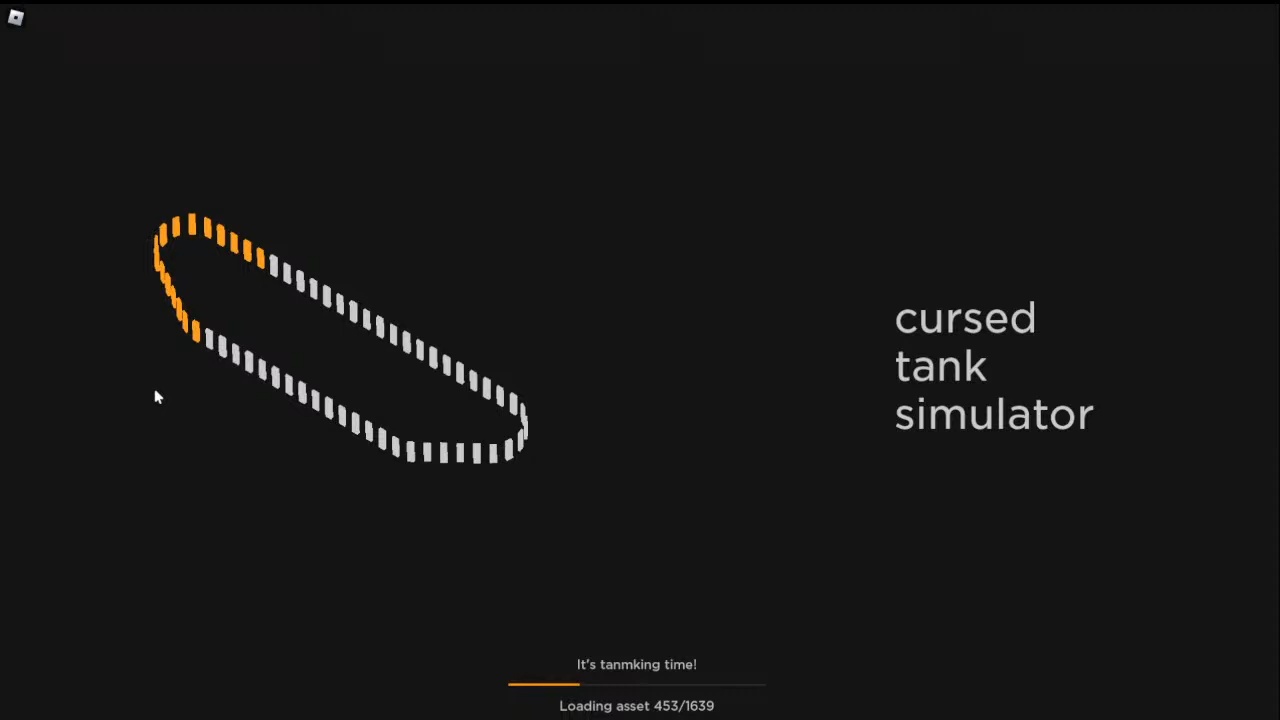 cursed
tank
simulator
It's tanmking time!
Loading asset 453/1639